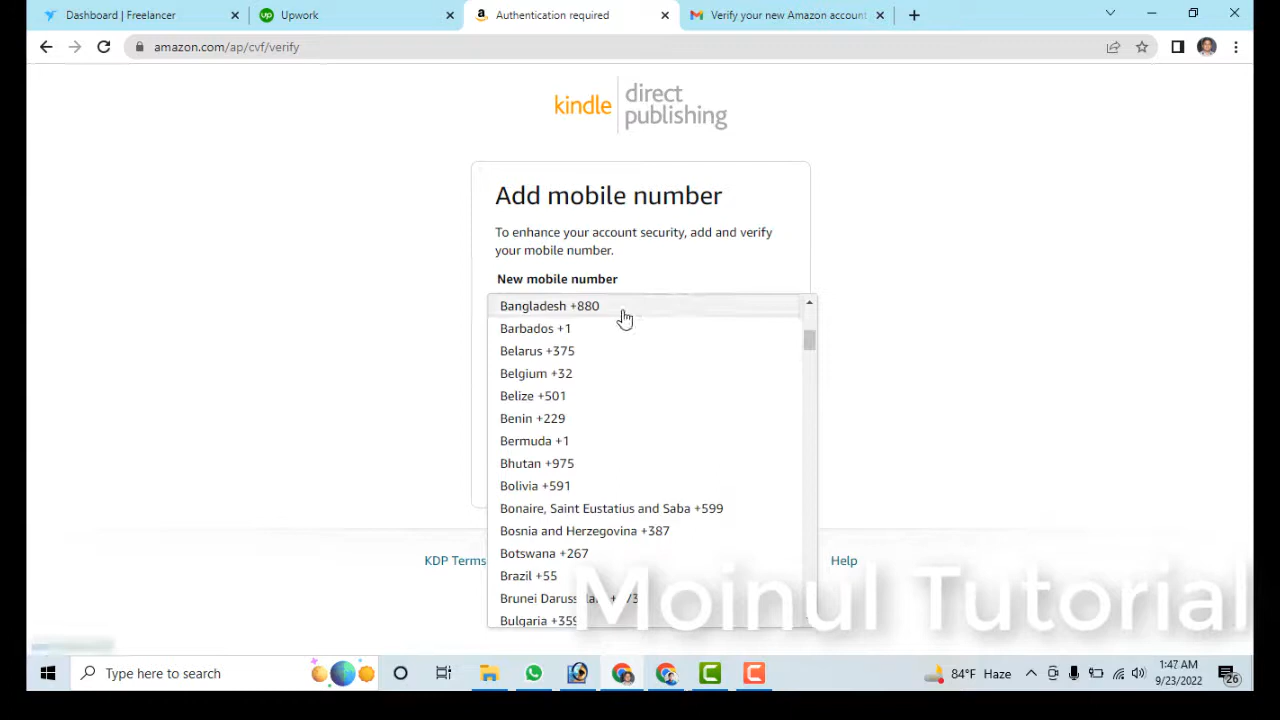 Dashboard | Freelancer
Upwork
Authentication required
Verify your new Amazon account
amazon.com/ap/cvf/verify
kindle
direct
publishing
Add mobile number
To enhance your account security, add and verify
your mobile number.
New mobile number
Bangladesh +880
Barbados +1
Belarus +375
Belgium +32
Belize +501
Benin +229
Bermuda +1
Bhutan +975
Bolivia +591
Bonaire, Saint Eustatius and Saba +599
Bosnia and Herzegovina +387
Botswana +267
Brazil +55
Brunei
Bulgaria +359
KDP Terms
Help
Moinul Tutorial
Type here to search
84°F Haze
1:47 AM
9/23/2022
26